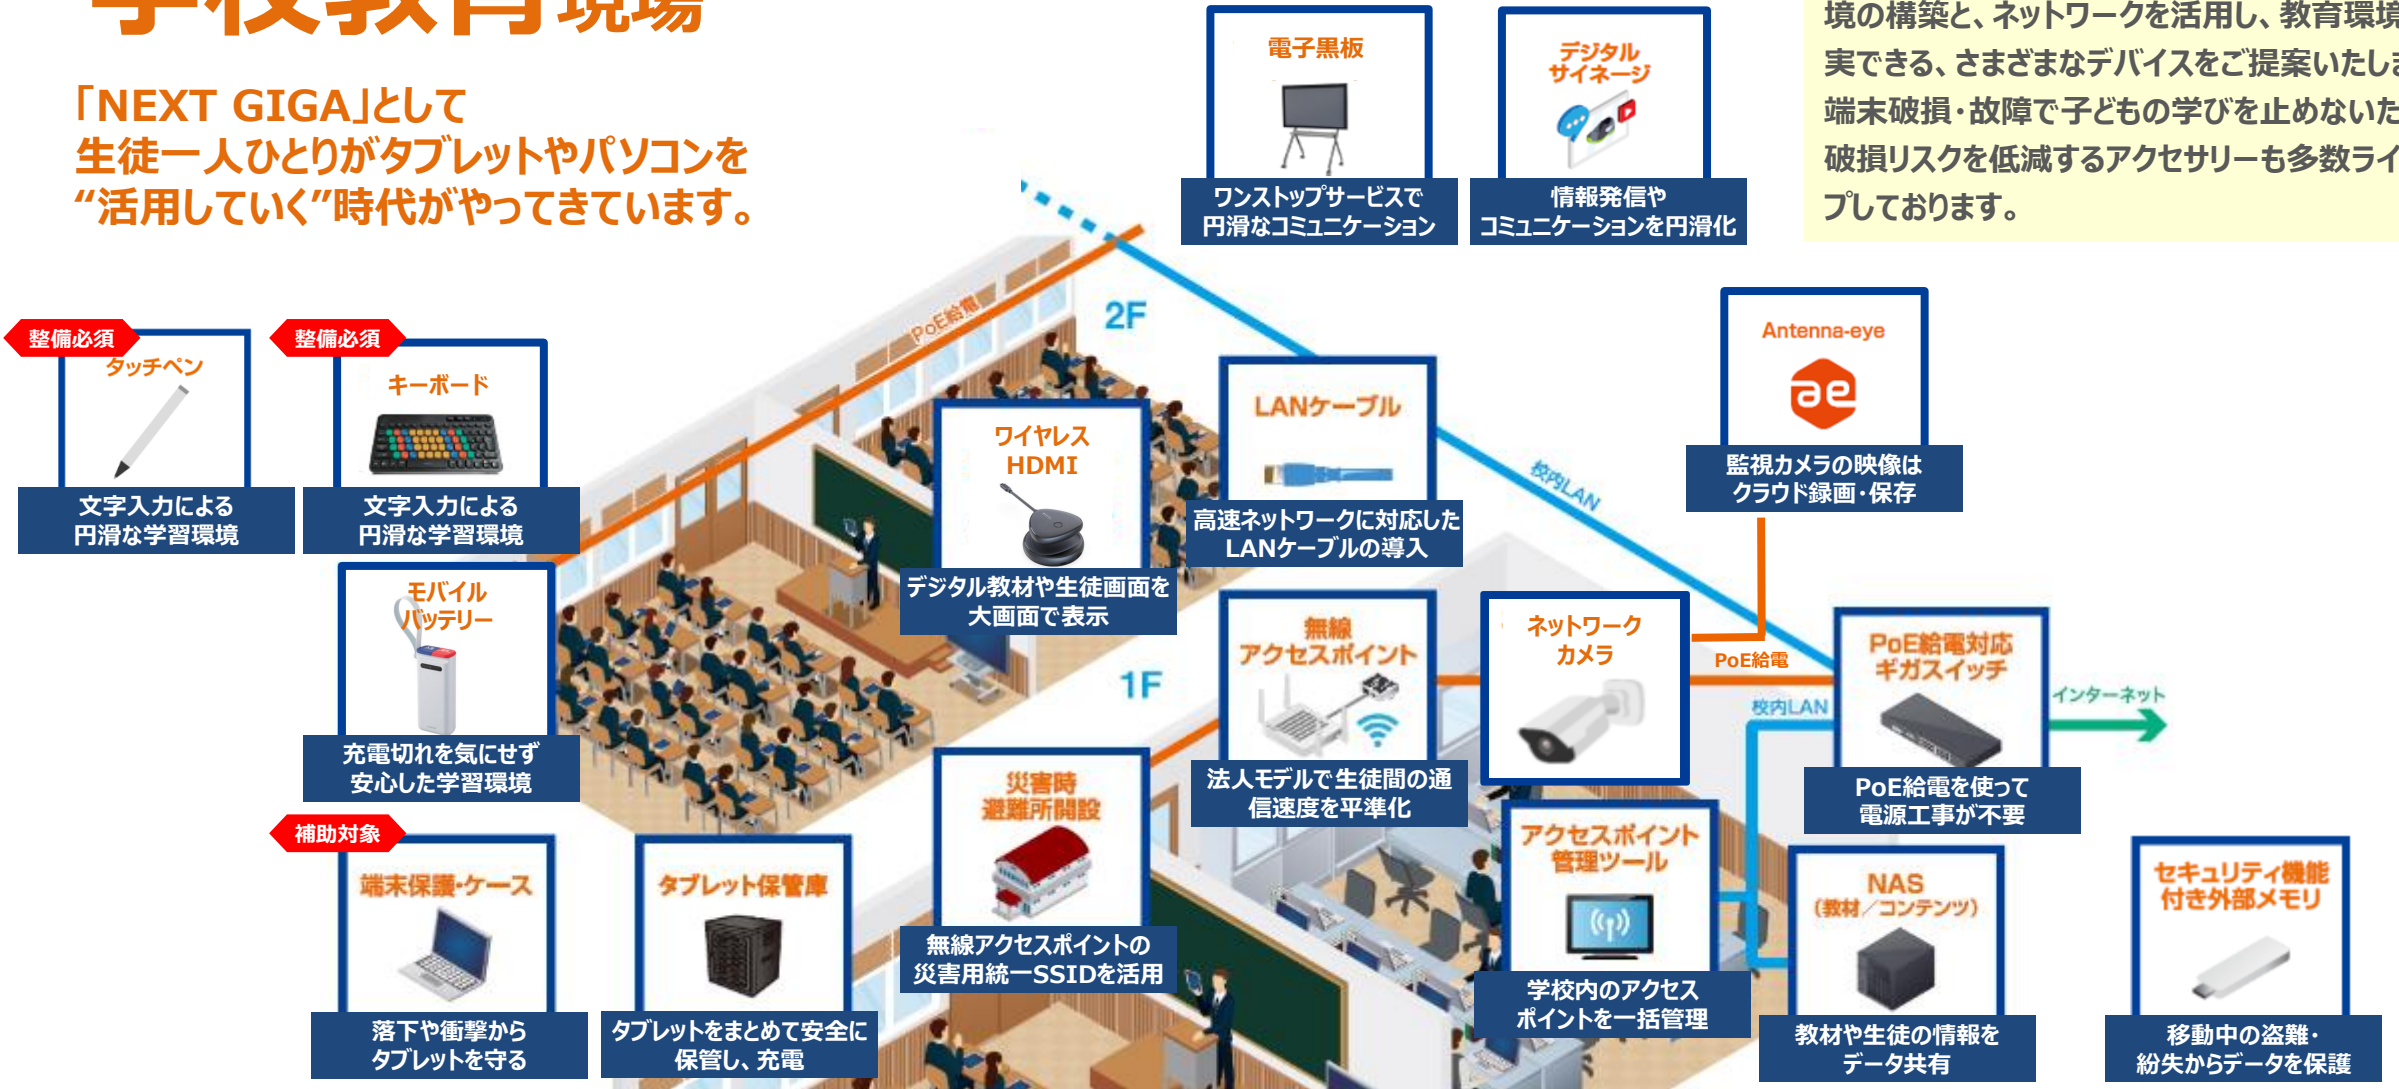 学校教育現場
「NEXT GIGA」として
生徒一人ひとりがタブレットやパソコンを
“活用していく”時代がやってきています。
境の構築と、ネットワークを活用し、教育環境
実できる、さまざまなデバイスをご提案いたしま
端末破損・故障で子どもの学びを止めないた
破損リスクを低減するアクセサリーも多数ライ
プしております。
電子黒板
ワンストップサービスで
円滑なコミュニケーション
デジタル
サイネージ
情報発信や
コミュニケーションを円滑化
整備必須
タッチペン
文字入力による
円滑な学習環境
整備必須
キーボード
文字入力による
円滑な学習環境
PoE給電
2F
ワイヤレス
HDMI
デジタル教材や生徒画面を
大画面で表示
LANケーブル
高速ネットワークに対応した
LANケーブルの導入
校内LAN
Antenna-eye
ae
監視カメラの映像は
クラウド録画・保存
モバイル
バッテリー
充電切れを気にせず
安心した学習環境
1F
無線
アクセスポイント
法人モデルで生徒間の通
信速度を平準化
ネットワーク
カメラ
PoE給電
校内LAN
PoE給電対応
ギガスイッチ
PoE給電を使って
電源工事が不要
インターネット
補助対象
端末保護・ケース
落下や衝撃から
タブレットを守る
タブレット保管庫
タブレットをまとめて安全に
保管し、充電
災害時
避難所開設
無線アクセスポイントの
災害用統一SSIDを活用
アクセスポイント
管理ツール
学校内のアクセス
ポイントを一括管理
NAS
（教材／コンテンツ）
教材や生徒の情報を
データ共有
セキュリティ機能
付き外部メモリ
移動中の盗難・
紛失からデータを保護